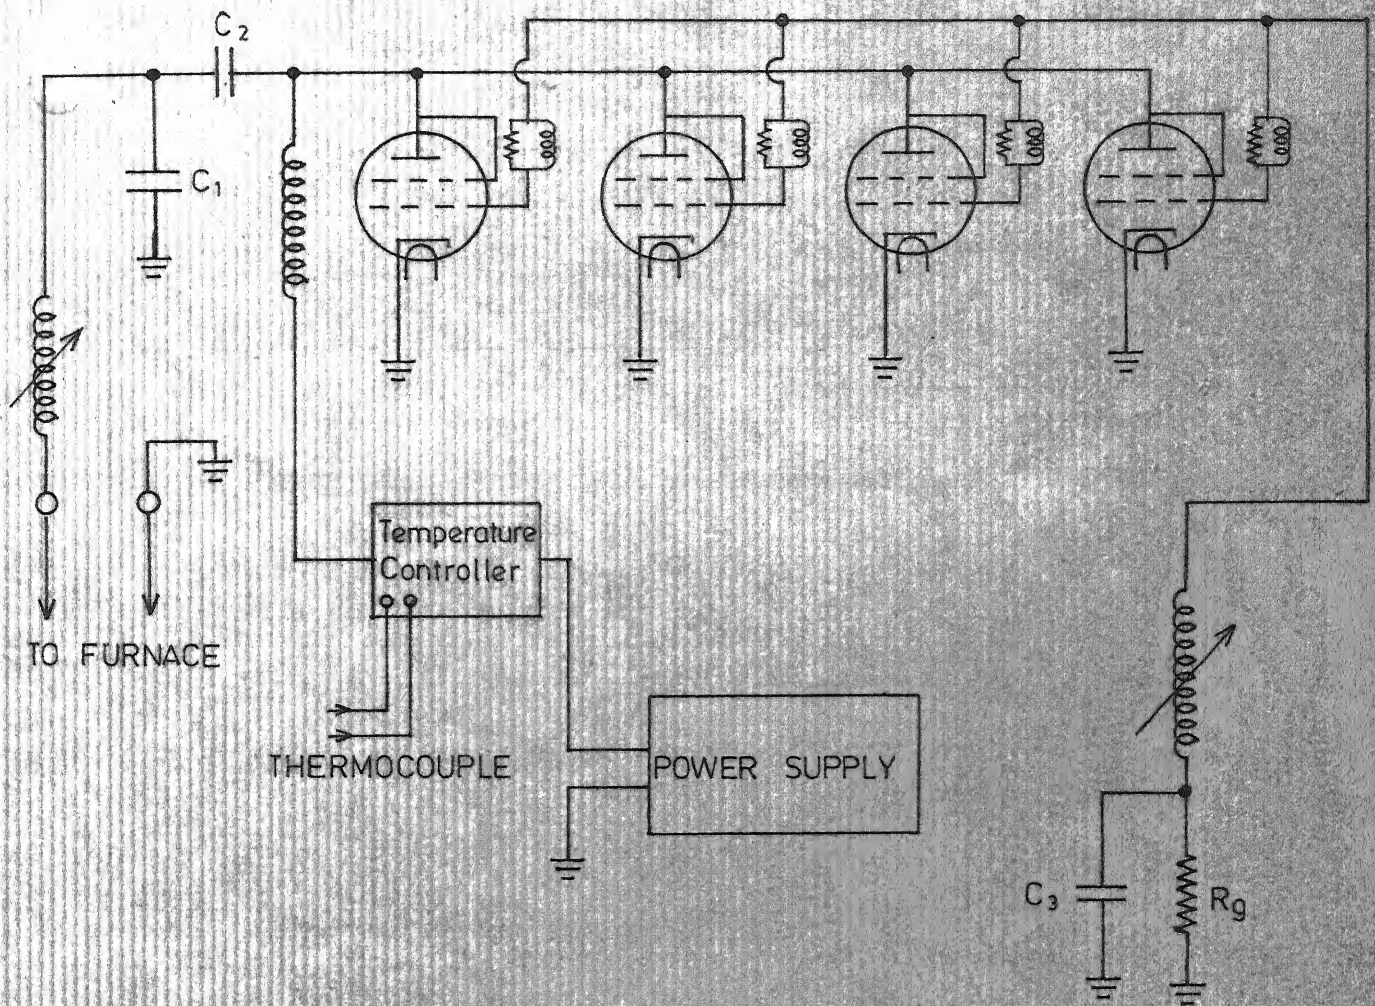 C₂
C₁
Temperature
Controller
TO FURNACE
THERMOCOUPLE
POWER SUPPLY
C₃
Rg